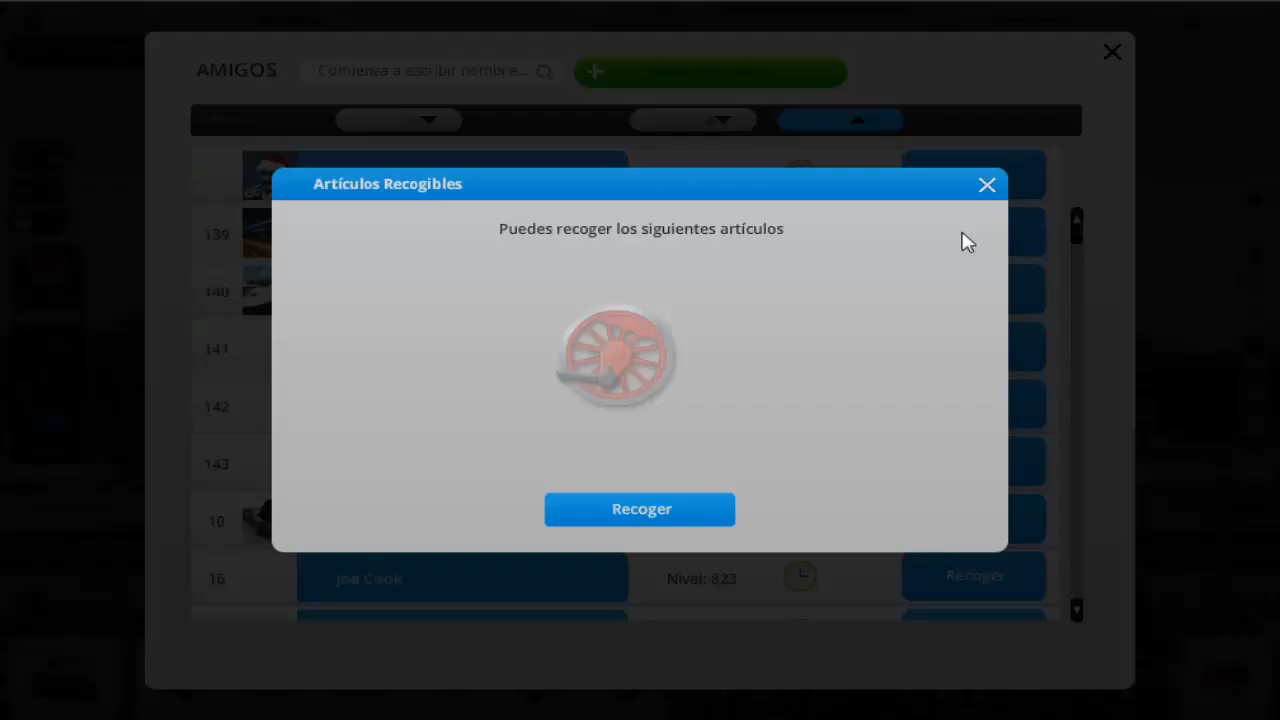 AMIGOS
Comienza a escribir nombre...
Artículos Recogibles
Puedes recoger los siguientes artículos
139
140
141
142
143
10
Recoger
16
Joe Cook
Nivel: 823
Recoger